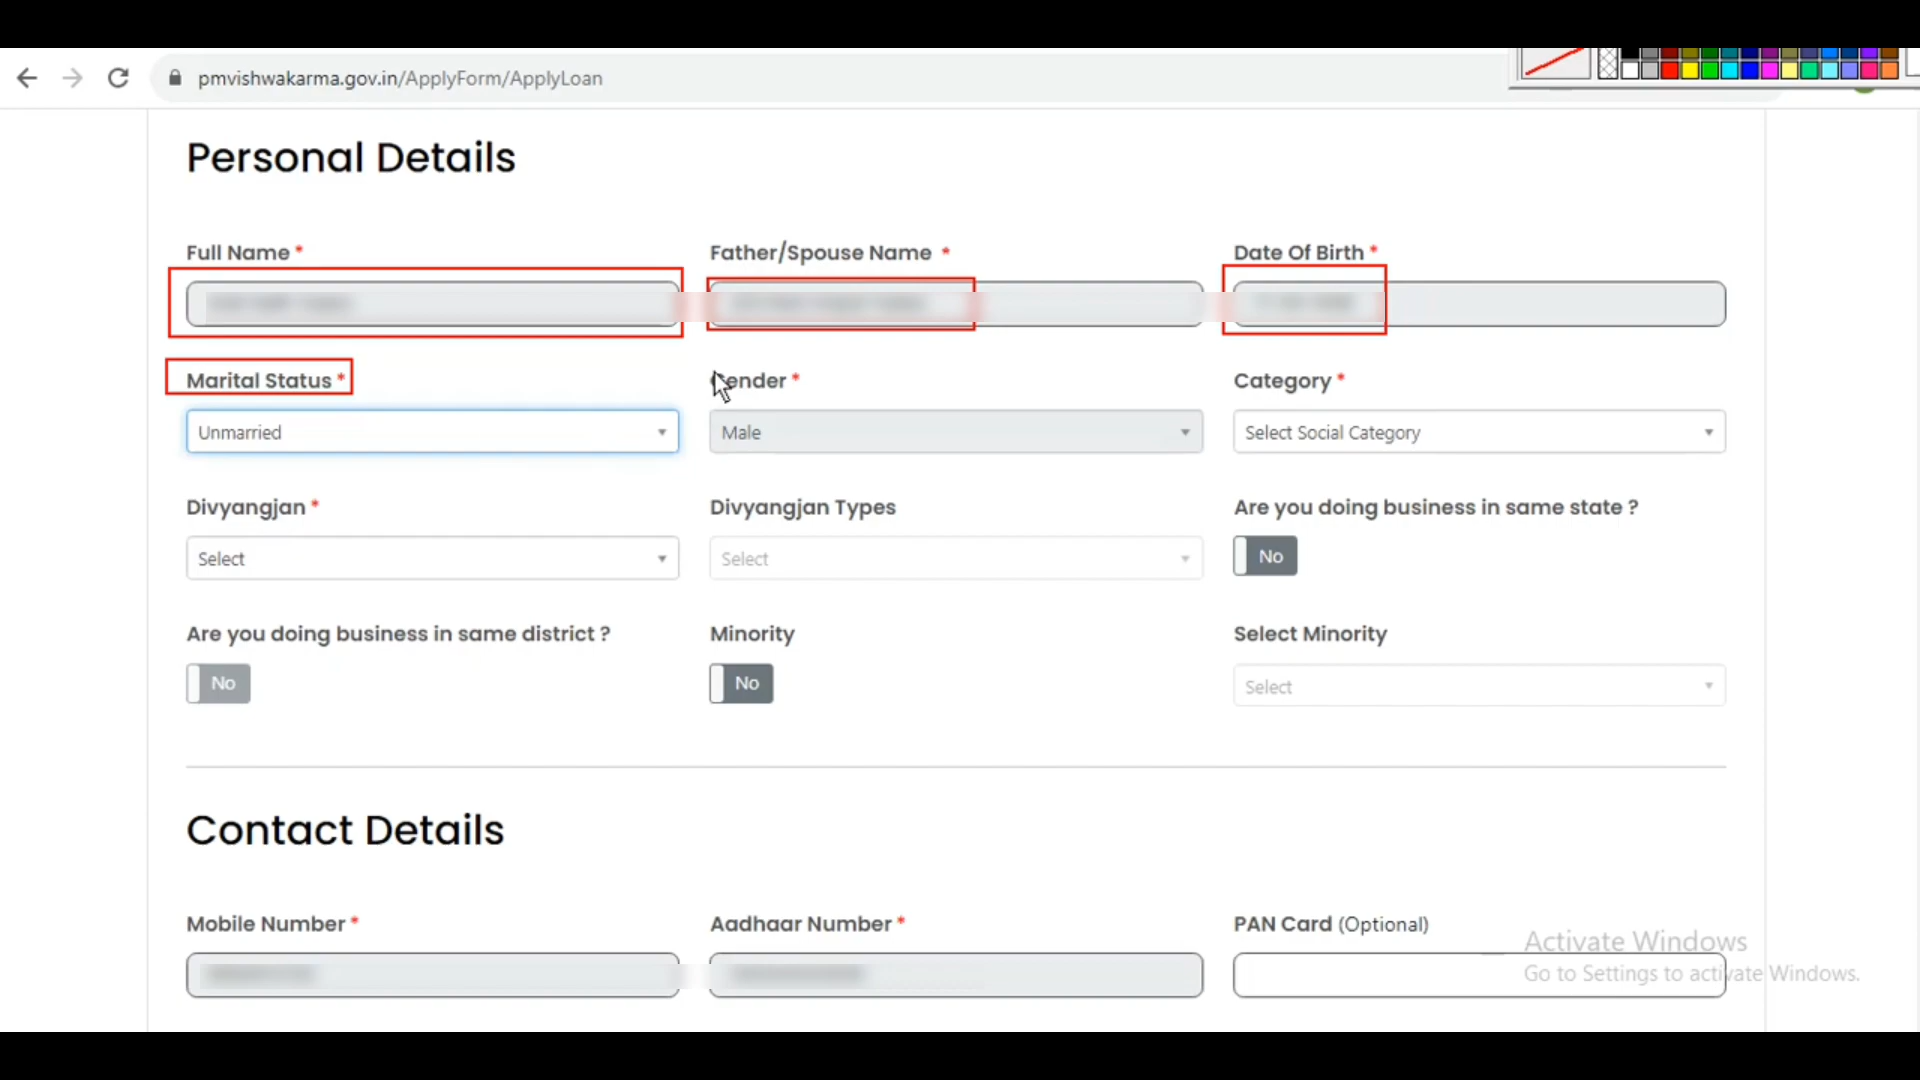 pmvishwakarma.gov.in/ApplyForm/ApplyLoan
Personal Details
Full Name * Father/Spouse Name * Date Of Birth *
Marital Status * Gender * Category *
Unmarried Male Select Social Category
Divyangjan * Divyangjan Types Are you doing business in same state ?
Select Select No
Are you doing business in same district ? Minority Select Minority
No No Select
Contact Details
Mobile Number * Aadhaar Number * PAN Card (Optional)
Activate Windows
Go to Settings to activate Windows.